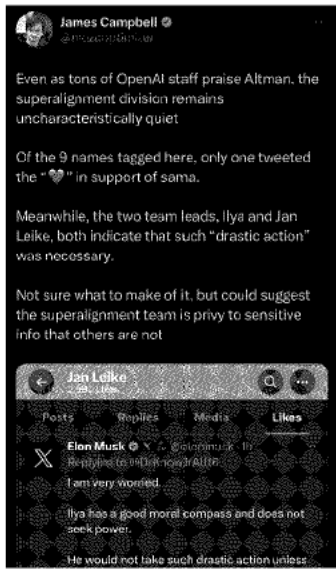 James Campbell
Even as tons of OpenAI staff praise Altman, the
superalignment division remains
uncharacteristically quiet
Of the 9 names tagged here, only one tweeted
the "🤍" in support of sama.
Meanwhile, the two team leads, Ilya and Jan
Leike, both indicate that such "drastic action"
was necessary.
Not sure what to make of it, but could suggest
the superalignment team is privy to sensitive
info that others are not
Jan Leike
Posts Replies Media Likes
Elon Musk
Replying to
I am very worried.
Ilya has a good moral compass and does not
seek power.
He would not take such drastic action unless